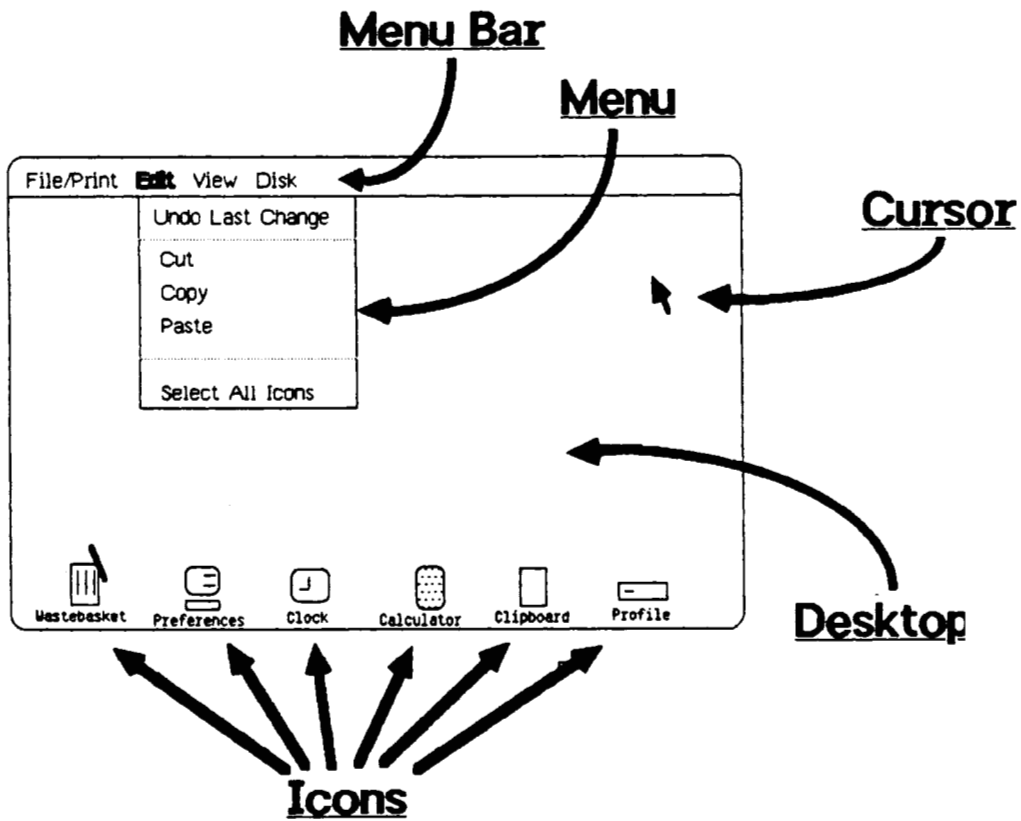 Menu Bar
Menu
File/Print Edit View Disk
Undo Last Change
Cut
Copy
Paste
Select All Icons
Cursor
Wastebasket Preferences Clock Calculator Clipboard Profile
Desktop
Icons